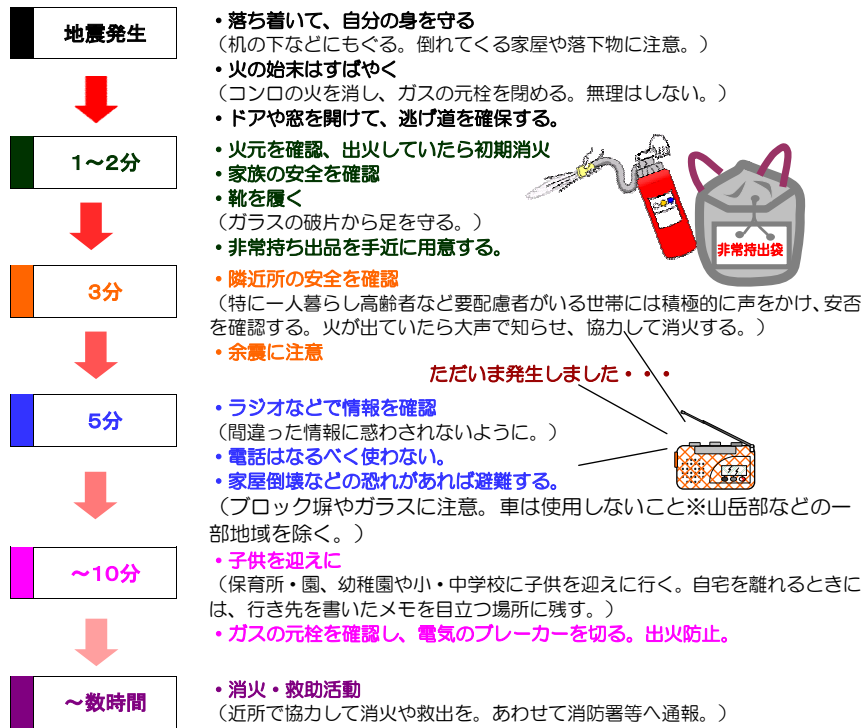 地震発生
・落ち着いて、自分の身を守る
（机の下などにもぐる。倒れてくる家屋や落下物に注意。）
・火の始末はすばやく
（コンロの火を消し、ガスの元栓を閉める。無理はしない。）
・ドアや窓を開けて、逃げ道を確保する。
1～2分
・火元を確認、出火していたら初期消火
・家族の安全を確認
・靴を履く
（ガラスの破片から足を守る。）
・非常持ち出品を手近に用意する。
非常持出袋
3分
・隣近所の安全を確認
（特に一人暮らし高齢者など要配慮者がいる世帯には積極的に声をかけ、安否
を確認する。火が出ていたら大声で知らせ、協力して消火する。）
・余震に注意
ただいま発生しました・・・
5分
・ラジオなどで情報を確認
（間違った情報に惑わされないように。）
・電話はなるべく使わない。
・家屋倒壊などの恐れがあれば避難する。
（ブロック塀やガラスに注意。車は使用しないこと※山岳部などの一
部地域を除く。）
～10分
・子供を迎えに
（保育所・園、幼稚園や小・中学校に子供を迎えに行く。自宅を離れるときに
は、行き先を書いたメモを目立つ場所に残す。）
・ガスの元栓を確認し、電気のブレーカーを切る。出火防止。
～数時間
・消火・救助活動
（近所で協力して消火や救出を。あわせて消防署等へ通報。）